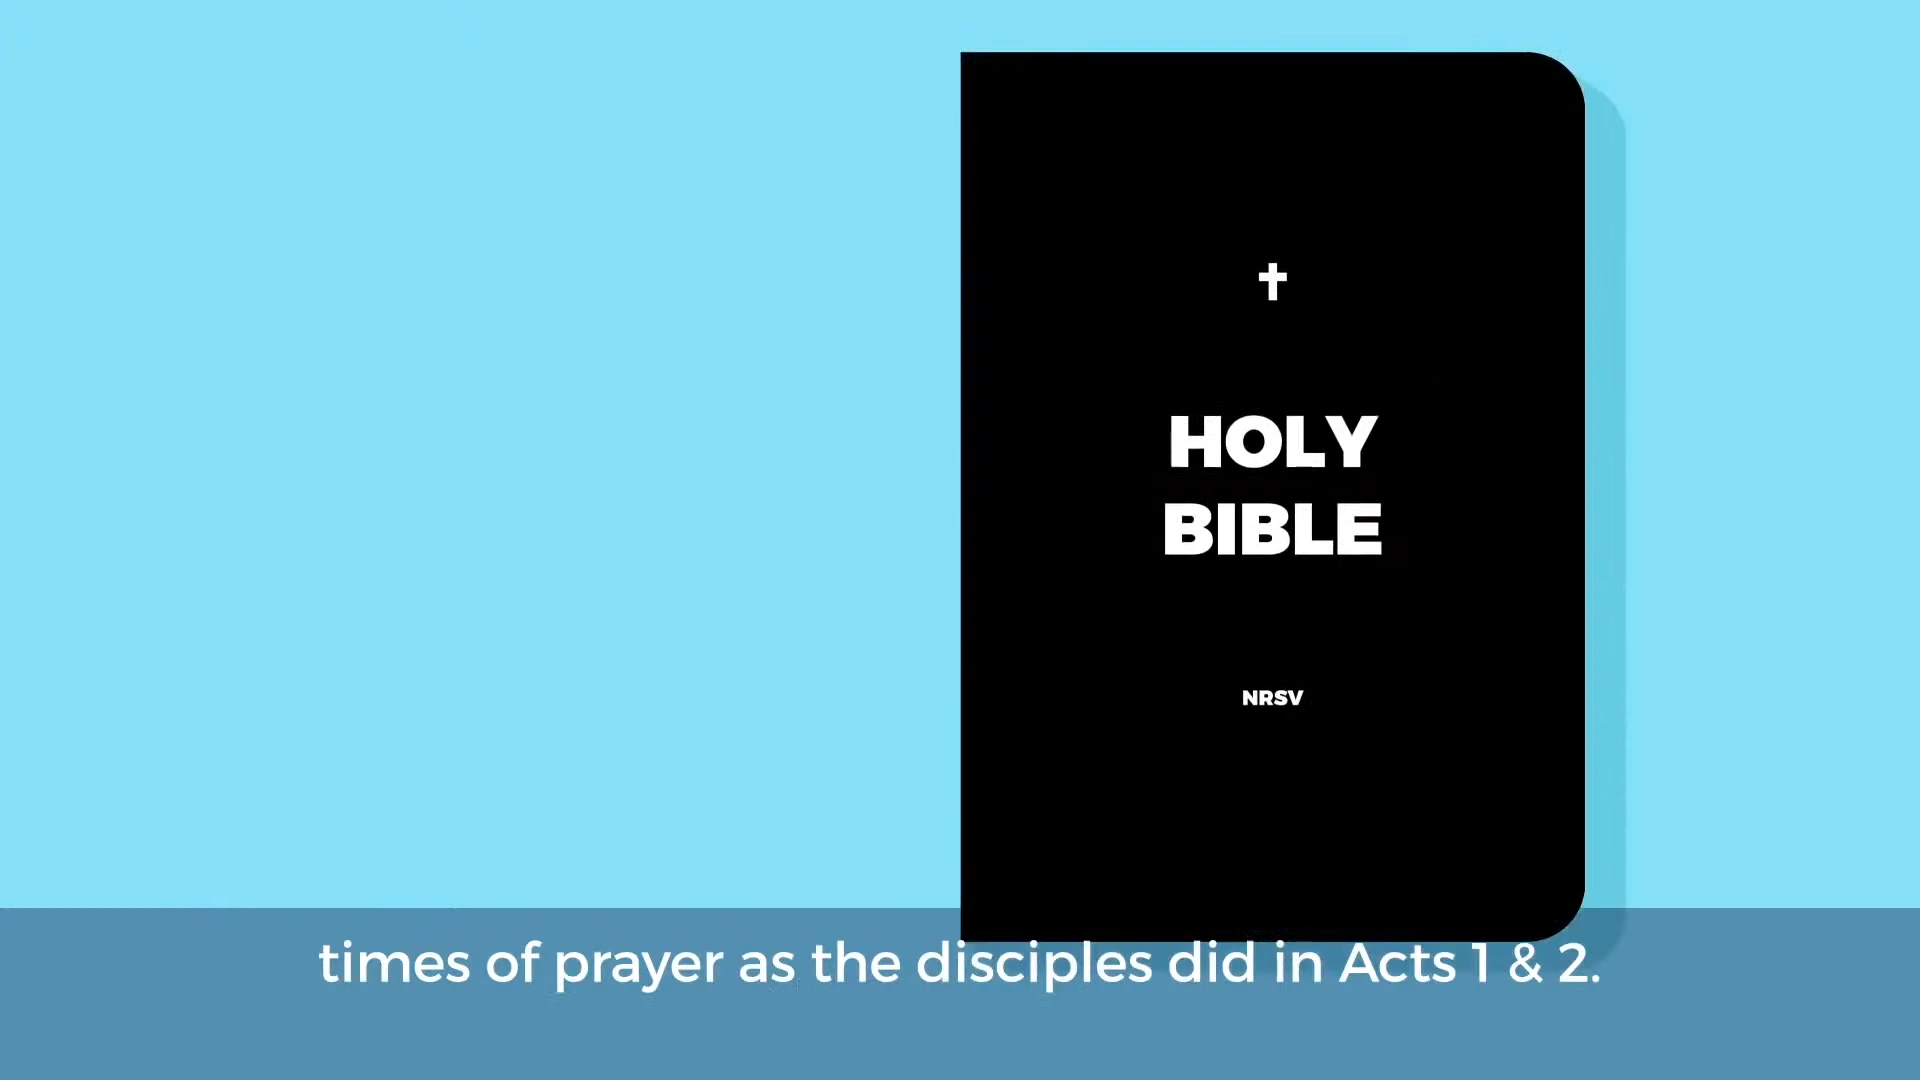 HOLY
BIBLE
NRSV
times of prayer as the disciples did in Acts 1 & 2.